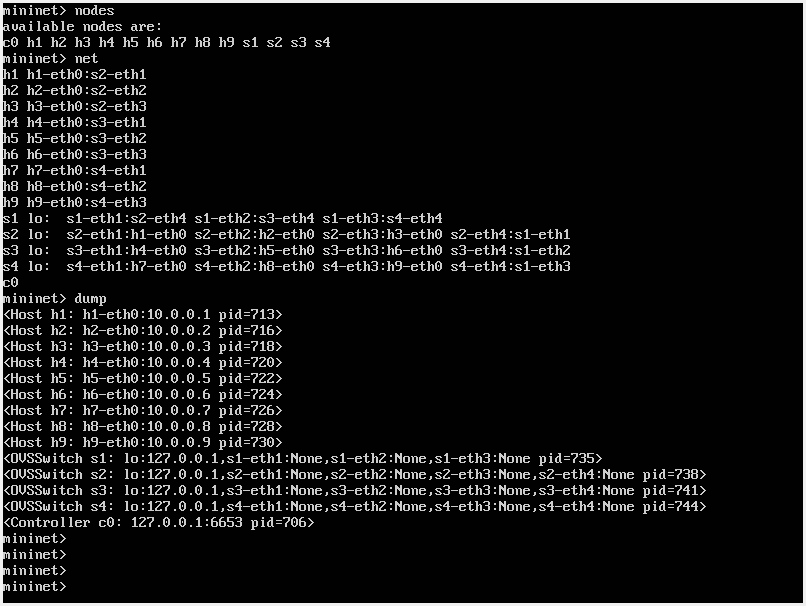 mininet> nodes
available nodes are:
c0 h1 h2 h3 h4 h5 h6 h7 h8 h9 s1 s2 s3 s4
mininet> net
h1 h1-eth0:s2-eth1
h2 h2-eth0:s2-eth2
h3 h3-eth0:s2-eth3
h4 h4-eth0:s3-eth1
h5 h5-eth0:s3-eth2
h6 h6-eth0:s3-eth3
h7 h7-eth0:s4-eth1
h8 h8-eth0:s4-eth2
h9 h9-eth0:s4-eth3
s1 lo:  s1-eth1:s2-eth4 s1-eth2:s3-eth4 s1-eth3:s4-eth4
s2 lo:  s2-eth1:h1-eth0 s2-eth2:h2-eth0 s2-eth3:h3-eth0 s2-eth4:s1-eth1
s3 lo:  s3-eth1:h4-eth0 s3-eth2:h5-eth0 s3-eth3:h6-eth0 s3-eth4:s1-eth2
s4 lo:  s4-eth1:h7-eth0 s4-eth2:h8-eth0 s4-eth3:h9-eth0 s4-eth4:s1-eth3
c0
mininet> dump
<Host h1: h1-eth0:10.0.0.1 pid=713>
<Host h2: h2-eth0:10.0.0.2 pid=716>
<Host h3: h3-eth0:10.0.0.3 pid=718>
<Host h4: h4-eth0:10.0.0.4 pid=720>
<Host h5: h5-eth0:10.0.0.5 pid=722>
<Host h6: h6-eth0:10.0.0.6 pid=724>
<Host h7: h7-eth0:10.0.0.7 pid=726>
<Host h8: h8-eth0:10.0.0.8 pid=728>
<Host h9: h9-eth0:10.0.0.9 pid=730>
<OVSSwitch s1: lo:127.0.0.1,s1-eth1:None,s1-eth2:None,s1-eth3:None pid=735>
<OVSSwitch s2: lo:127.0.0.1,s2-eth1:None,s2-eth2:None,s2-eth3:None,s2-eth4:None pid=738>
<OVSSwitch s3: lo:127.0.0.1,s3-eth1:None,s3-eth2:None,s3-eth3:None,s3-eth4:None pid=741>
<OVSSwitch s4: lo:127.0.0.1,s4-eth1:None,s4-eth2:None,s4-eth3:None,s4-eth4:None pid=744>
<Controller c0: 127.0.0.1:6653 pid=706>
mininet>
mininet>
mininet>
mininet>